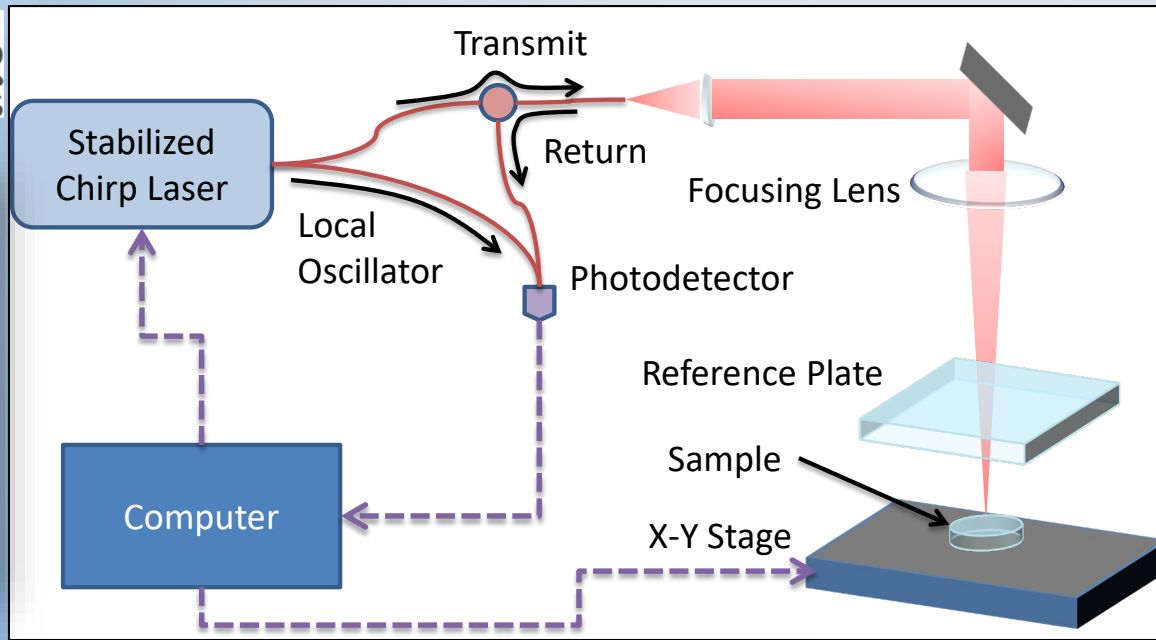 Transmit
Stabilized
Chirp Laser
Return
Focusing Lens
Local
Oscillator
Photodetector
Reference Plate
Sample
Computer
X-Y Stage